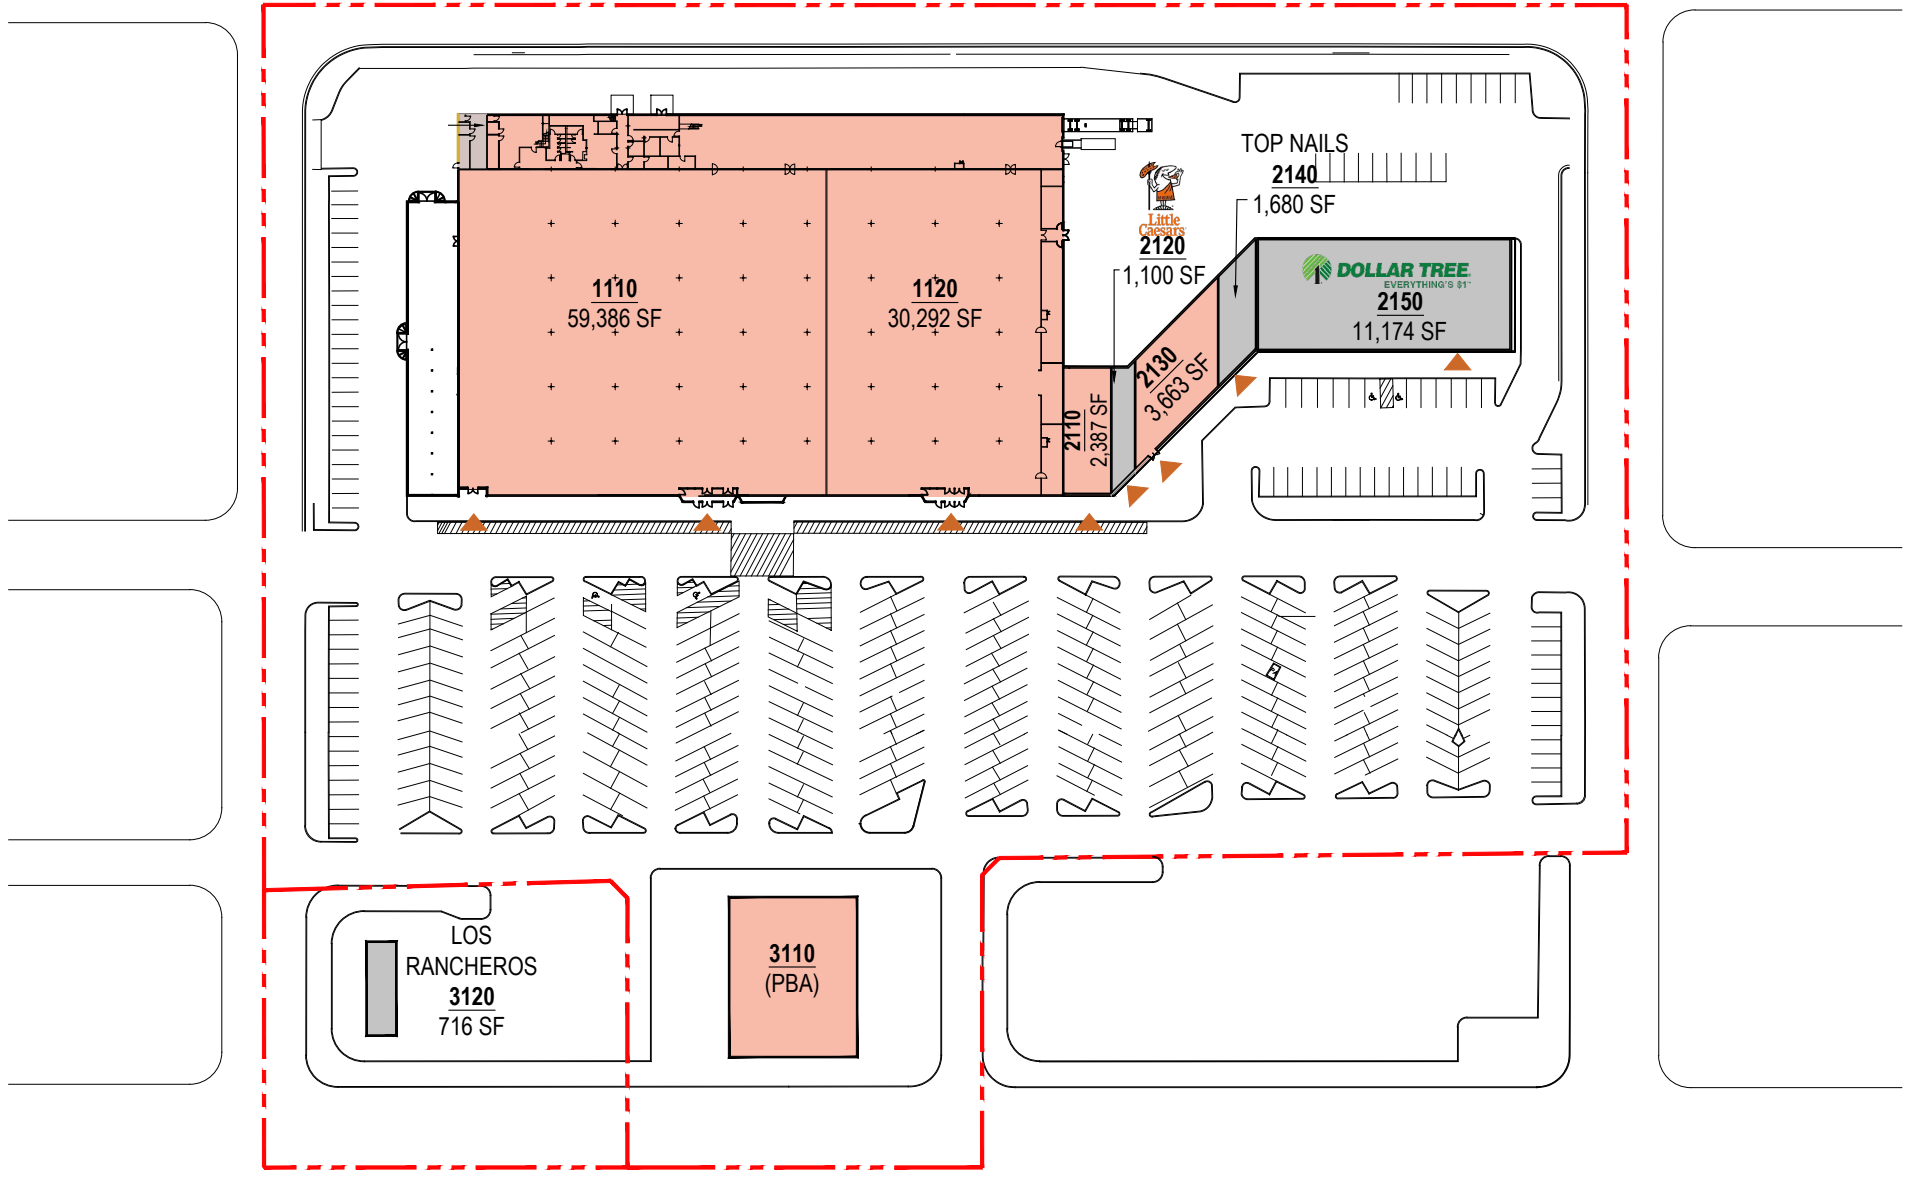 TOP NAILS
2140
1,680 SF
Little
Caesars
2120
1,100 SF
DOLLAR TREE
EVERYTHING'S $1
2150
11,174 SF
1110
59,386 SF
1120
30,292 SF
2130
3,663 SF
2110
2,387 SF
LOS
RANCHEROS
3120
716 SF
3110
(PBA)